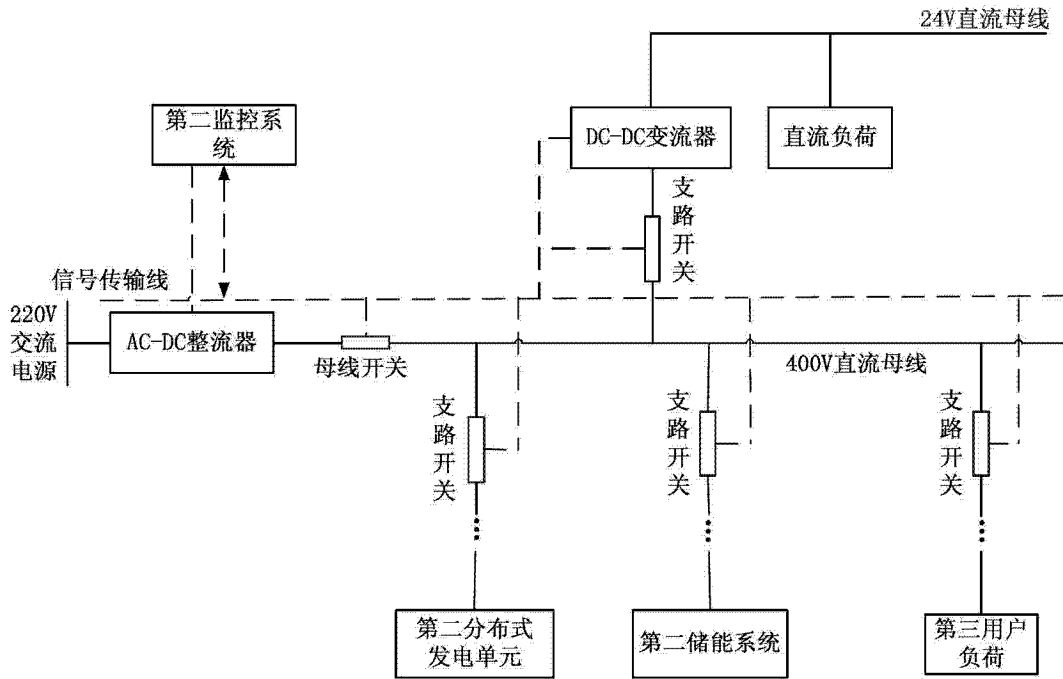 24V直流母线
第二监控系
统
DC-DC变流器
直流负荷
支
路
开
关
信号传输线
220V
交流
电源
AC-DC整流器
母线开关
400V直流母线
支
路
开
关
支
路
开
关
支
路
开
关
第二分布式
发电单元
第二储能系统
第三用户
负荷